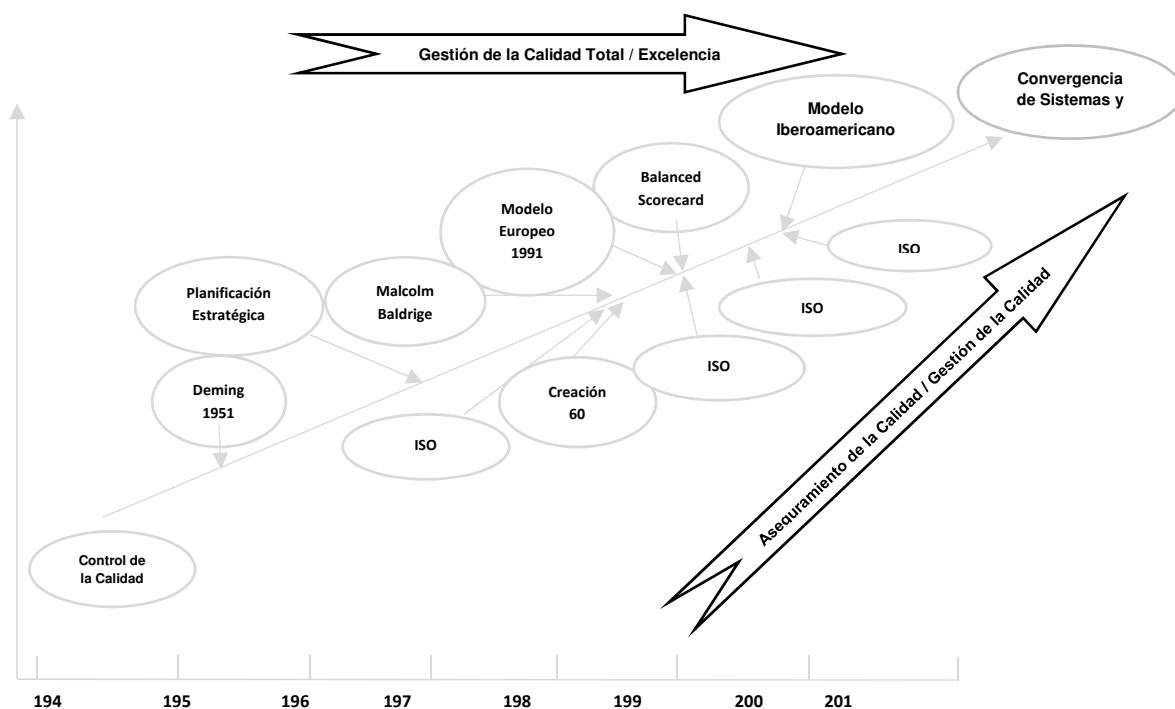 Gestión de la Calidad Total / Excelencia
Convergencia
de Sistemas y
Modelo
Iberoamericano
Balanced
Scorecard
Modelo
Europeo
1991
ISO
Planificación
Estratégica
Malcolm
Baldrige
ISO
ISO
Deming
1951
Creación
60
ISO
Aseguramiento de la Calidad / Gestión de la Calidad
Control de
la Calidad
194 195 196 197 198 199 200 201